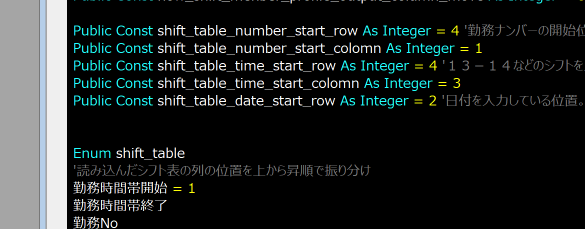 Public Const shift_table_number_start_row As Integer = 4 '勤務ナンバーの開始位
Public Const shift_table_number_start_colomn As Integer = 1
Public Const shift_table_time_start_row As Integer = 4 '１３－１４などのシフトを
Public Const shift_table_time_start_colomn As Integer = 3
Public Const shift_table_date_start_row As Integer = 2 '日付を入力している位置。
Enum shift_table
'読み込んだシフト表の列の位置を上から昇順で振り分け
勤務時間帯開始 = 1
勤務時間帯終了
勤務No